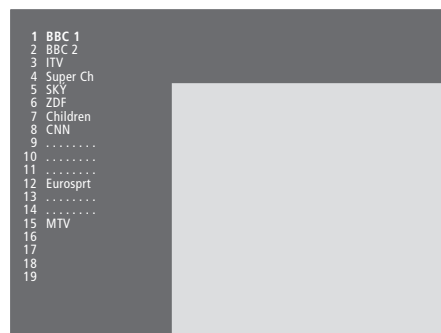 1 BBC 1
2 BBC 2
3 ITV
4 Super Ch
5 SKY
6 ZDF
7 Children
8 CNN
9 . . . . . . . .
10 . . . . . . . .
11 . . . . . . . .
12 Eurosprt
13 . . . . . . . .
14 . . . . . . . .
15 MTV
16
17
18
19